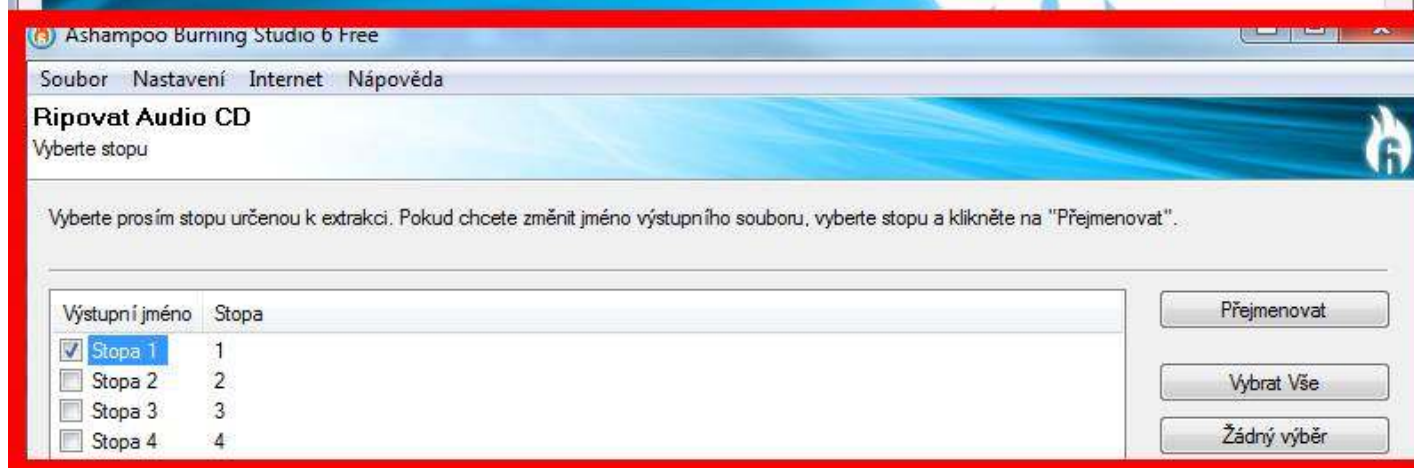 Ashampoo Burning Studio 6 Free
Soubor Nastavení Internet Nápověda
Ripovat Audio CD
Vyberte stopu
6
Vyberte prosím stopu určenou k extrakci. Pokud chcete změnit jméno výstupního souboru, vyberte stopu a klikněte na "Přejmenovat".
Výstupní jméno Stopa
Přejmenovat
Stopa 1 1
Stopa 2 2
Vybrat Vše
Stopa 3 3
Stopa 4 4
Žádný výběr